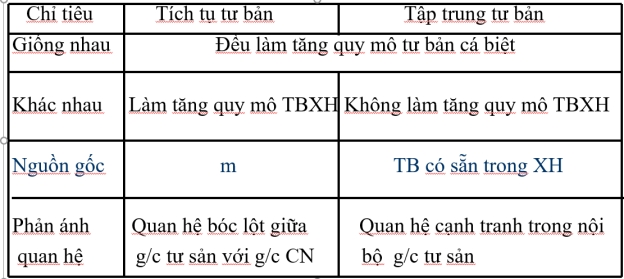 Chỉ tiêu Tích tụ tư bản Tập trung tư bản
Giống nhau Đều làm tăng quy mô tư bản cá biệt
Khác nhau Làm tăng quy mô TBXH Không làm tăng quy mô TBXH
Nguồn gốc m TB có sẵn trong XH
Phản ánh Quan hệ bóc lột giữa Quan hệ cạnh tranh trong nội
quan hệ g/c tư sản với g/c CN bộ g/c tư sản